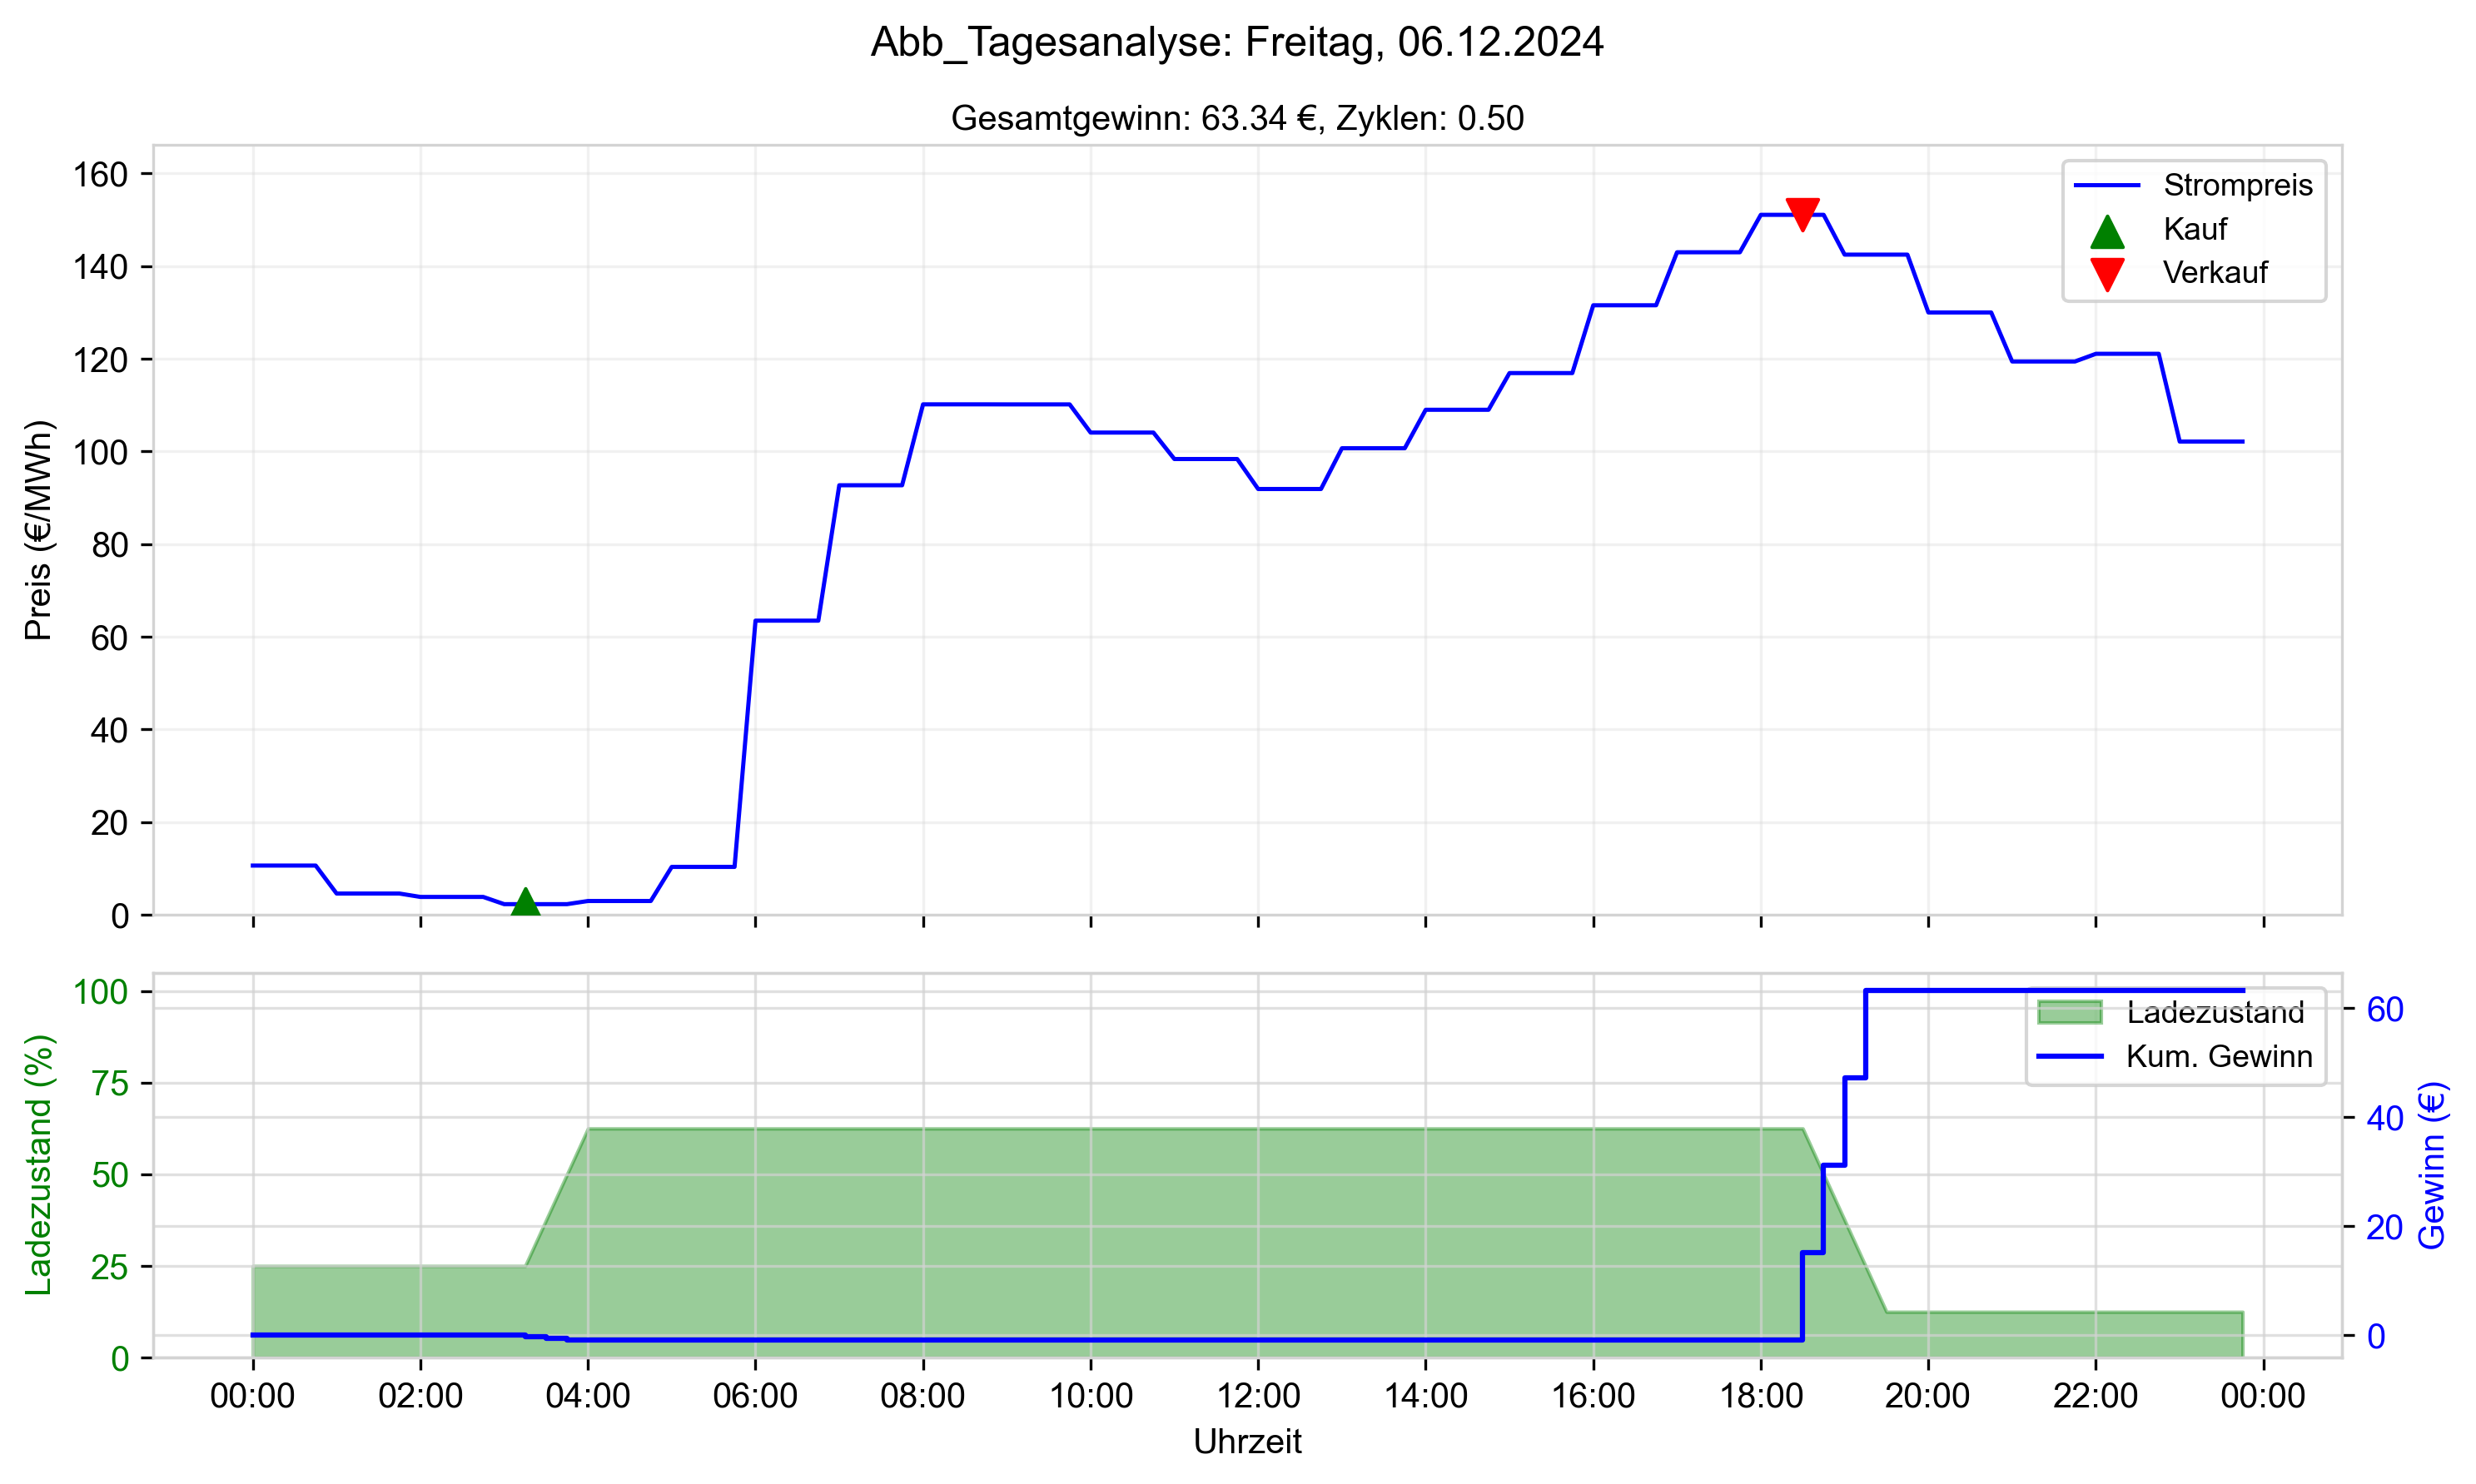 Abb_Tagesanalyse: Freitag, 06.12.2024
Gesamtgewinn: 63.34 €, Zyklen: 0.50
Preis (€/MWh)
160
140
120
100
80
60
40
20
0
Strompreis
Kauf
Verkauf
Ladezustand (%)
100
75
50
25
0
Ladezustand
Kum. Gewinn
60
40
20
0
Gewinn (€)
00:00 02:00 04:00 06:00 08:00 10:00 12:00 14:00 16:00 18:00 20:00 22:00 00:00
Uhrzeit